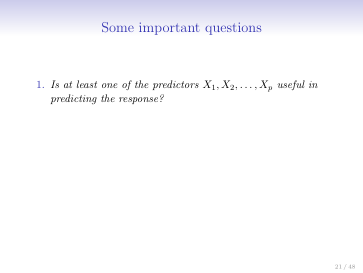 Some important questions
1. Is at least one of the predictors X₁, X₂, . . . , Xₚ useful in
predicting the response?
21 / 48